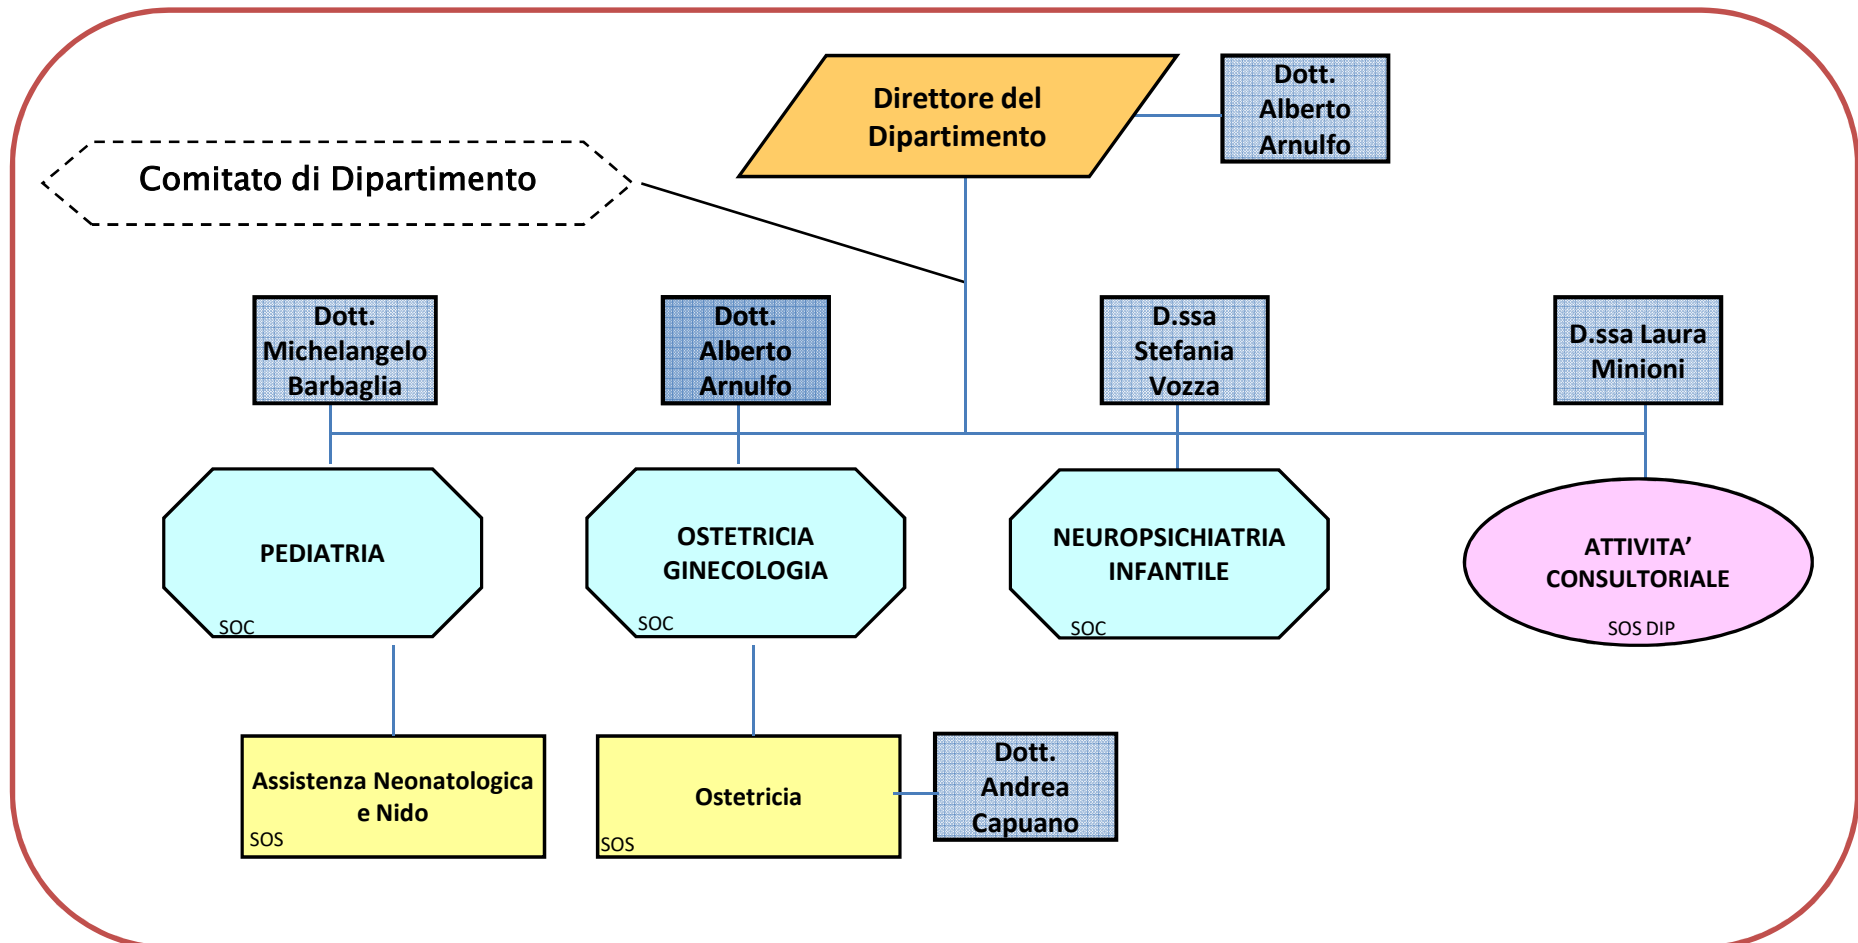 Direttore del
Dipartimento
Dott.
Alberto
Arnulfo
Comitato di Dipartimento
Dott.
Michelangelo
Barbaglia
Dott.
Alberto
Arnulfo
D.ssa
Stefania
Vozza
D.ssa Laura
Minioni
PEDIATRIA
SOC
OSTETRICIA
GINECOLOGIA
SOC
NEUROPSICHIATRIA
INFANTILE
SOC
ATTIVITA’
CONSULTORIALE
SOS DIP
Assistenza Neonatologica
e Nido
SOS
Ostetricia
SOS
Dott.
Andrea
Capuano